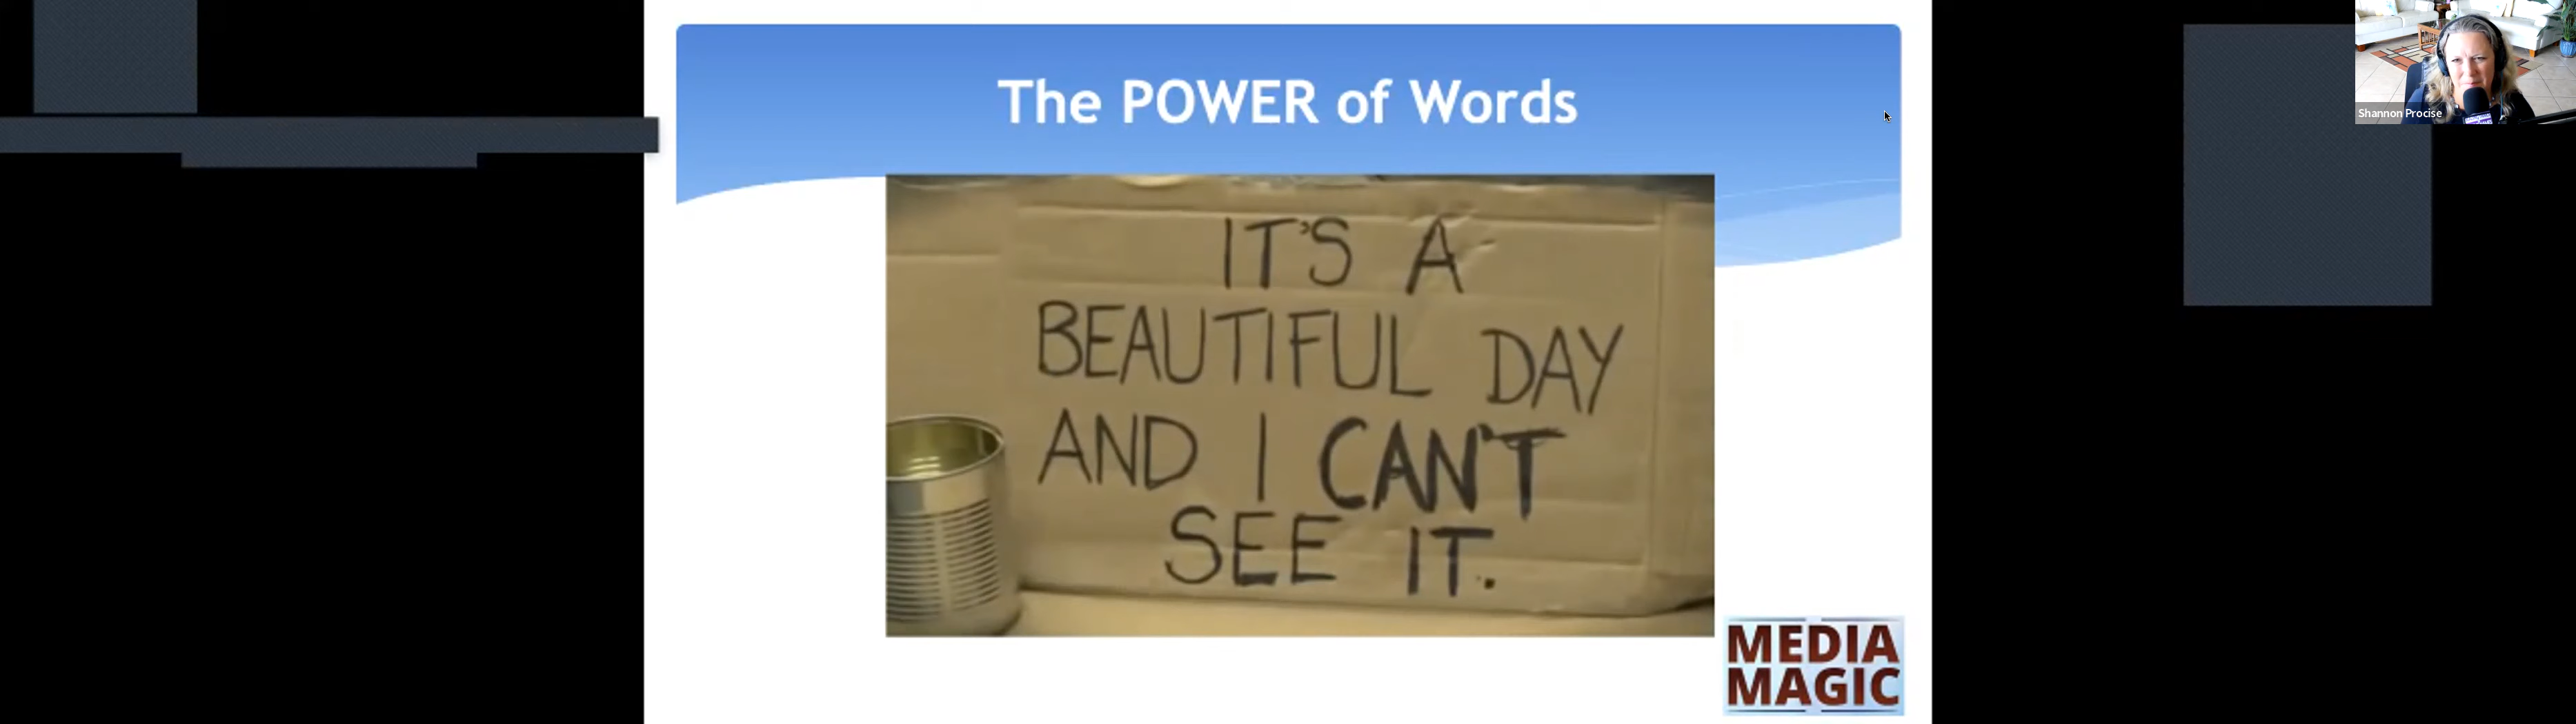 The POWER of Words
Shannon Procise
IT'S A
BEAUTIFUL DAY
AND I CAN'T
SEE IT.
MEDIA
MAGIC